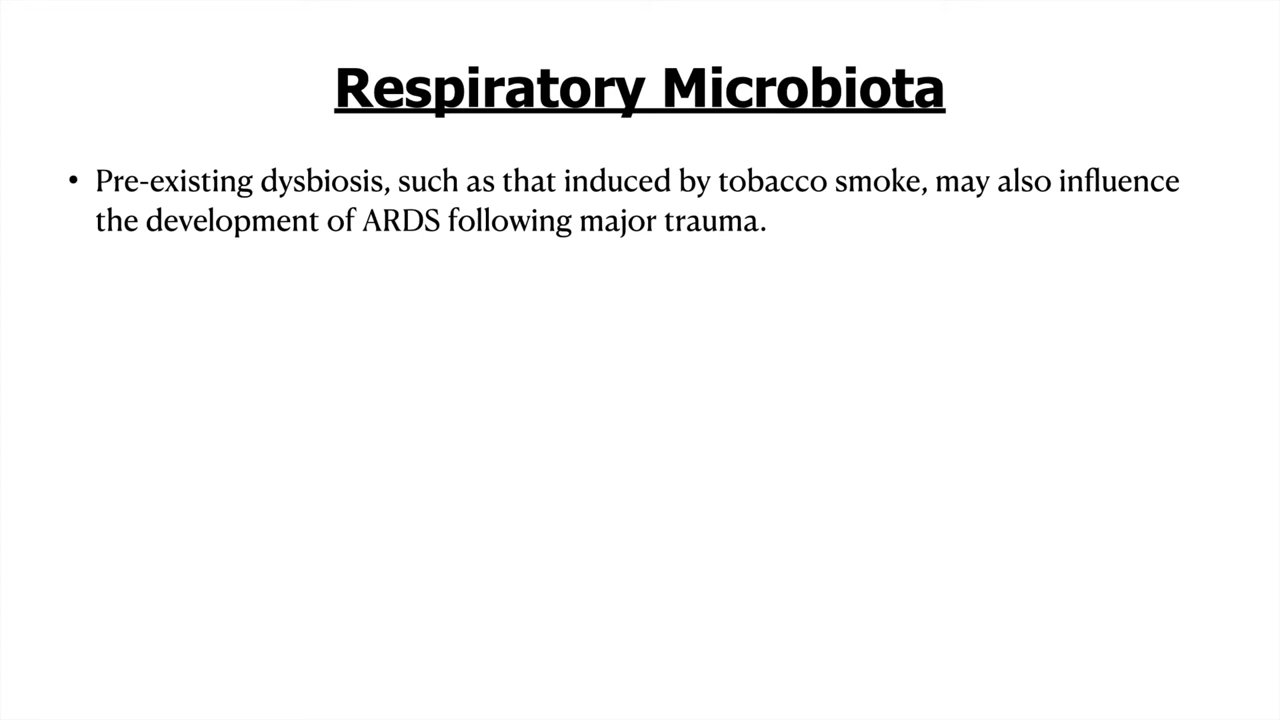 Respiratory Microbiota
• Pre-existing dysbiosis, such as that induced by tobacco smoke, may also influence
the development of ARDS following major trauma.